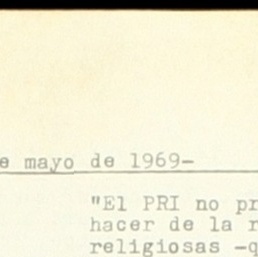 e mayo de 1969-
"El PRI no pr
hacer de la r
religiosas -q